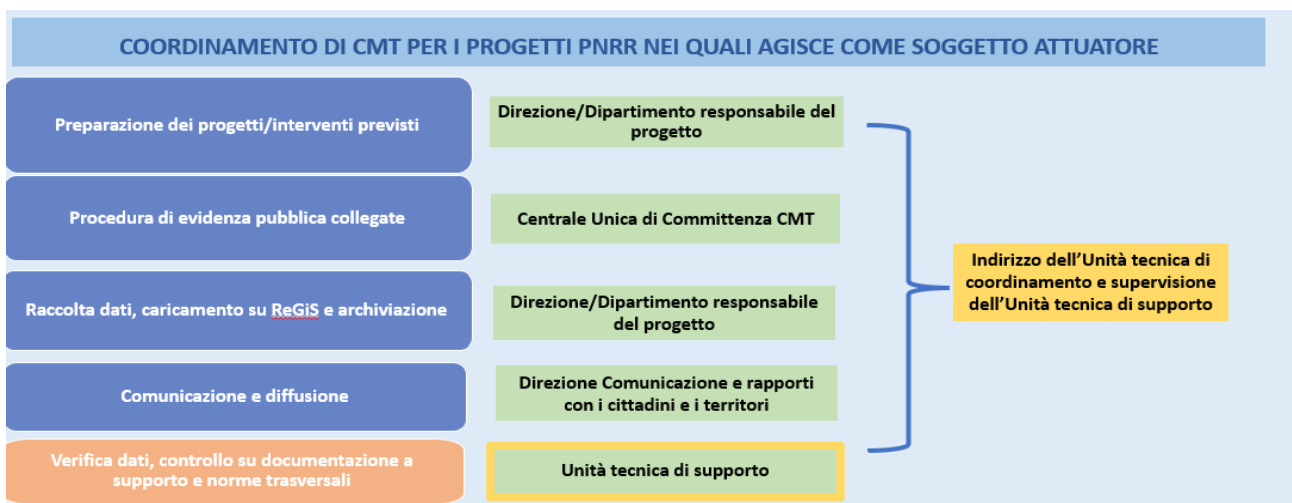 COORDINAMENTO DI CMT PER I PROGETTI PNRR NEI QUALI AGISCE COME SOGGETTO ATTUATORE
Preparazione dei progetti/interventi previsti
Direzione/Dipartimento responsabile del
progetto
Procedura di evidenza pubblica collegate
Centrale Unica di Committenza CMT
Raccolta dati, caricamento su ReGiS e archiviazione
Direzione/Dipartimento responsabile
del progetto
Comunicazione e diffusione
Direzione Comunicazione e rapporti
con i cittadini e i territori
Verifica dati, controllo su documentazione a
supporto e norme trasversali
Unità tecnica di supporto
Indirizzo dell'Unità tecnica di
coordinamento e supervisione
dell'Unità tecnica di supporto